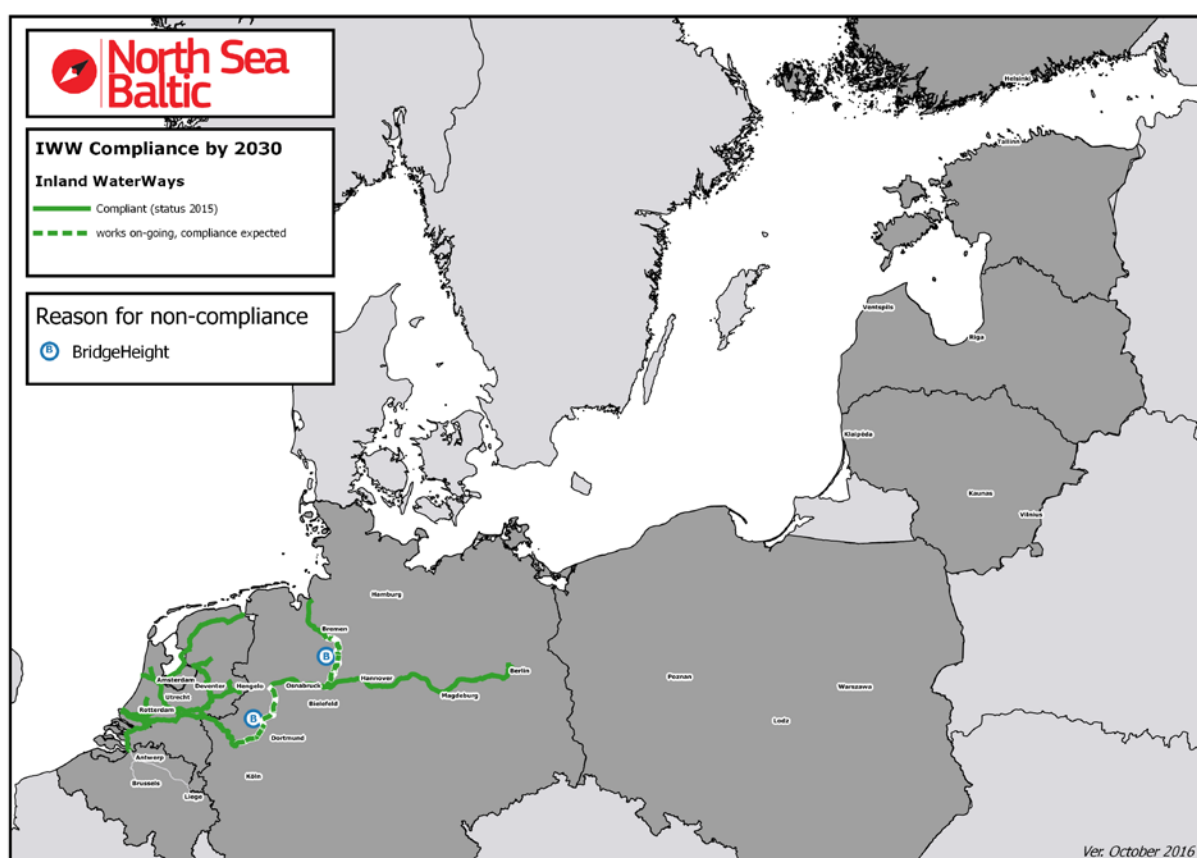 North Sea
Baltic
IWW Compliance by 2030
Inland WaterWays
Compliant (status 2015)
works on-going, compliance expected
Reason for non-compliance
B BridgeHeight
Helsinki
Tallinn
Ventspils
Riga
Klaipėda
Kaunas
Vilnius
Hamburg
Bremen
B
Berlin
Amsterdam
Deventer
Hengelo
Osnabruck
Hannover
Poznan
Warszawa
Utrecht
Bielefeld
Magdeburg
Rotterdam
B
Lodz
Dortmund
Antwerp
Köln
Brussels
Liege
Ver. October 2016